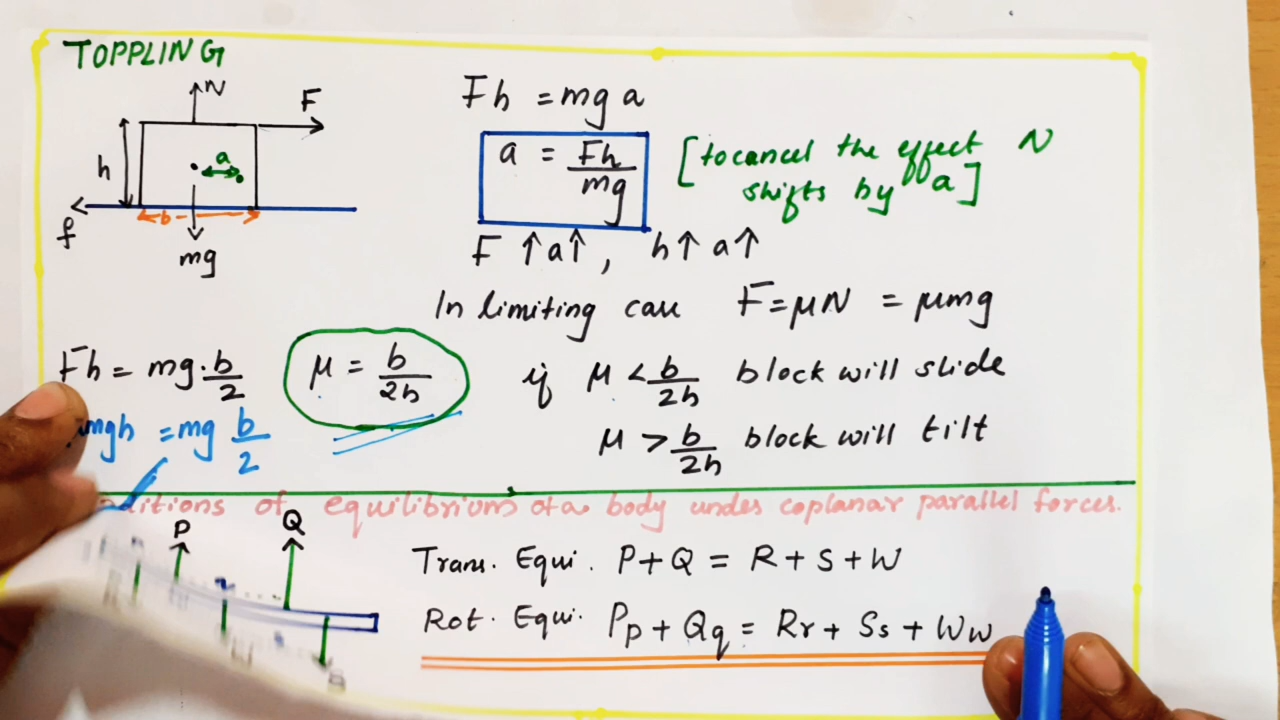 TOPPLING
N
F
a
h
b
f
mg
Fh = mg a
a = Fh/mg
[to cancel the effect N
shifts by a]
F ↑ a ↑ , h ↑ a ↑
In limiting case F = μN = μmg
Fh = mg · b/2
μ = b/2h
if μ < b/2h block will slide
mgh = mg b/2
μ > b/2h block will tilt
ditions of equilibrium of a body under coplanar parallel forces.
P
Q
Tran. Equi. P + Q = R + S + W
Rot. Equi. Pp + Qq = Rr + Ss + Ww